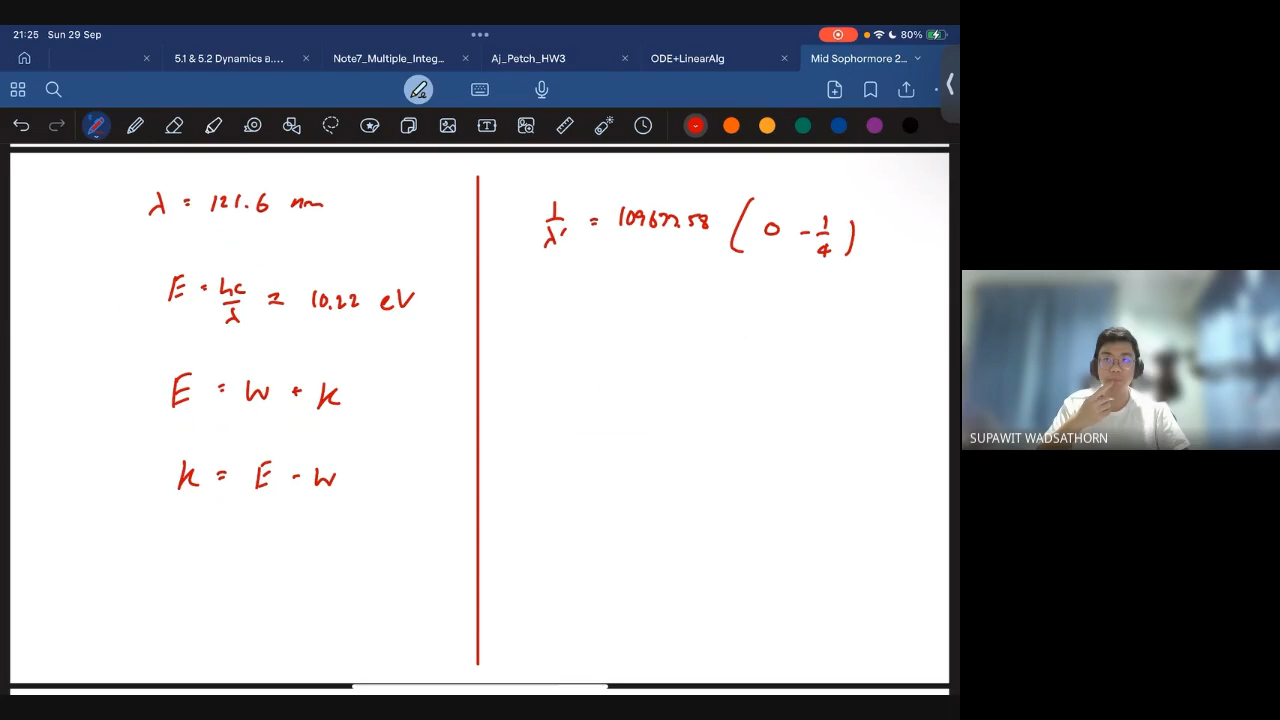 21:25 Sun 29 Sep
80%
5.1 & 5.2 Dynamics a....
Note7_Multiple_Integ...
Aj_Petch_HW3
ODE+LinearAlg
Mid Sophormore 2...
λ = 121.6 nm
E = hc/λ = 10.22 eV
E = W + K
K = E - W
1/λ' = 109677.58 (0 - 1/4)
SUPAWIT WADSATHORN